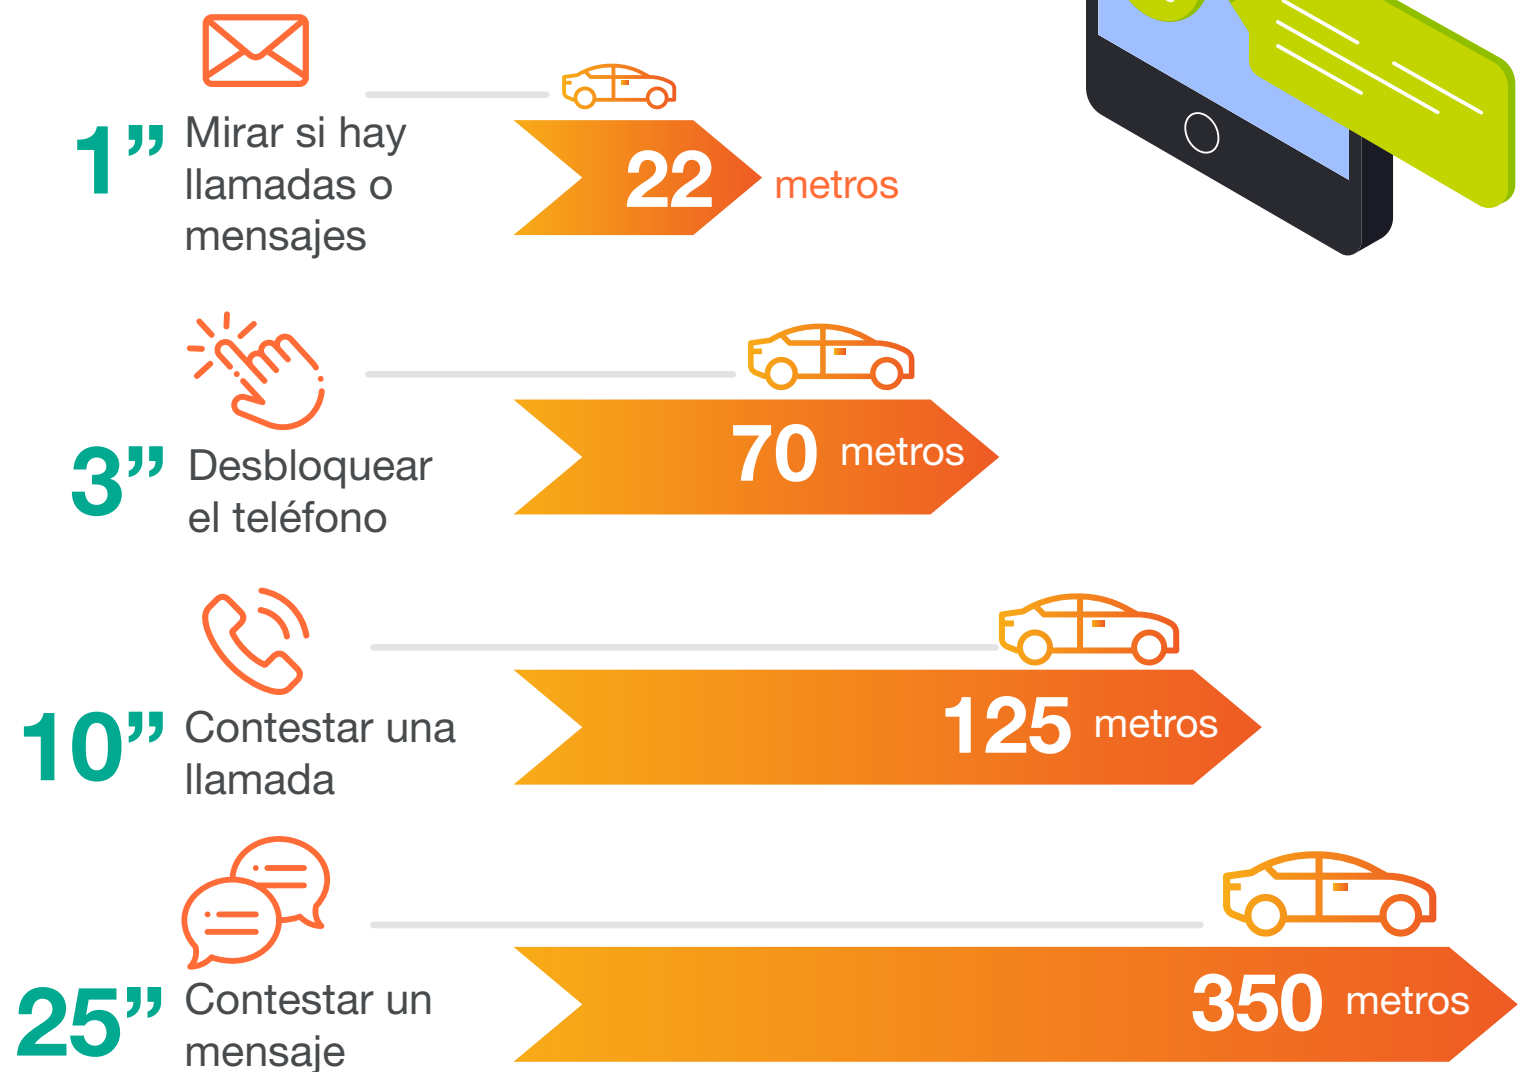 1” Mirar si hay
llamadas o
mensajes
22 metros
3” Desbloquear
el teléfono
70 metros
10” Contestar una
llamada
125 metros
25” Contestar un
mensaje
350 metros